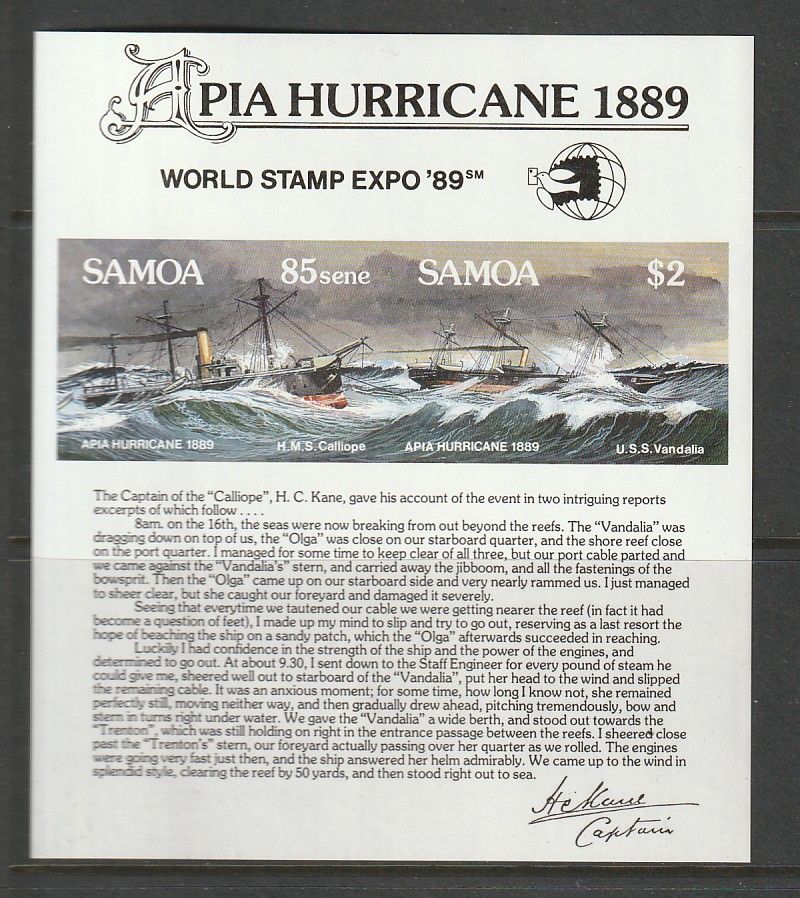 APIA HURRICANE 1889
WORLD STAMP EXPO '89 SM
SAMOA 85 sene SAMOA $2
APIA HURRICANE 1889 H.M.S. Calliope APIA HURRICANE 1889 U.S.S. Vandalia
The Captain of the “Calliope”, H. C. Kane, gave his account of the event in two intriguing reports
excerpts of which follow . . . .
8am. on the 16th, the seas were now breaking from out beyond the reefs. The “Vandalia” was
dragging down on top of us, the “Olga” was close on our starboard quarter, and the shore reef close
on the port quarter. I managed for some time to keep clear of all three, but our port cable parted and
we came against the “Vandalia's” stern, and carried away the jibboom, and all the fastenings of the
bowsprit. Then the “Olga” came up on our starboard side and very nearly rammed us. I just managed
to sheer clear, but she caught our foreyard and damaged it severely.
Seeing that everytime we tautened our cable we were getting nearer the reef (in fact it had
become a question of feet), I made up my mind to slip and try to go out, reserving as a last resort the
hope of beaching the ship on a sandy patch, which the “Olga” afterwards succeeded in reaching.
Luckily I had confidence in the strength of the ship and the power of the engines, and
determined to go out. At about 9.30, I sent down to the Staff Engineer for every pound of steam he
could give me, sheered well out to starboard of the “Vandalia”, put her head to the wind and slipped
the remaining cable. It was an anxious moment; for some time, how long I know not, she remained
perfectly still, moving neither way, and then gradually drew ahead, pitching tremendously, bow and
stern in turns right under water. We gave the “Vandalia” a wide berth, and stood out towards the
“Trenton”, which was still holding on right in the entrance passage between the reefs. I sheered close
past the “Trenton's” stern, our foreyard actually passing over her quarter as we rolled. The engines
were going very fast just then, and the ship answered her helm admirably. We came up to the wind in
splendid style, clearing the reef by 50 yards, and then stood right out to sea.
H C Kane
Captain